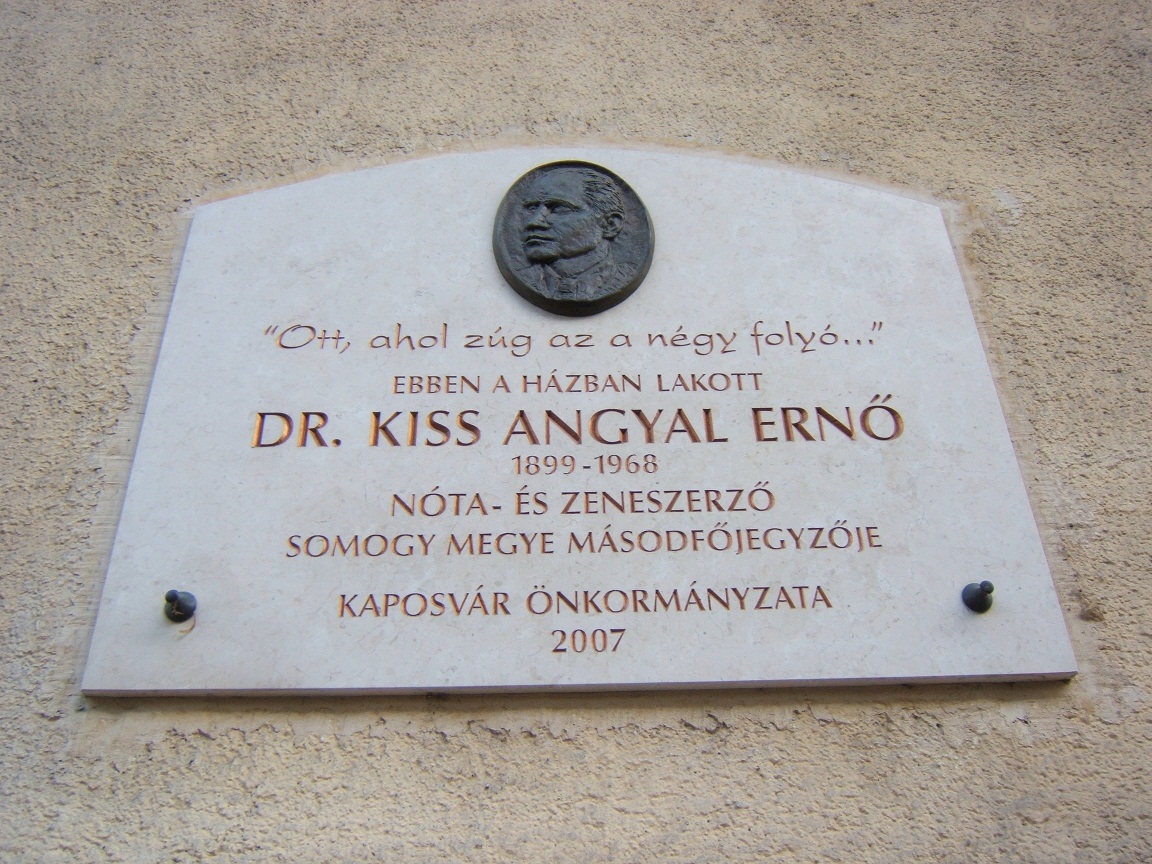 “Ott, ahol zúg az a négy folyó...”
EBBEN A HÁZBAN LAKOTT
DR. KISS ANGYAL ERNŐ
1899-1968
NÓTA- ÉS ZENESZERZŐ
SOMOGY MEGYE MÁSODFŐJEGYZŐJE
KAPOSVÁR ÖNKORMÁNYZATA
2007